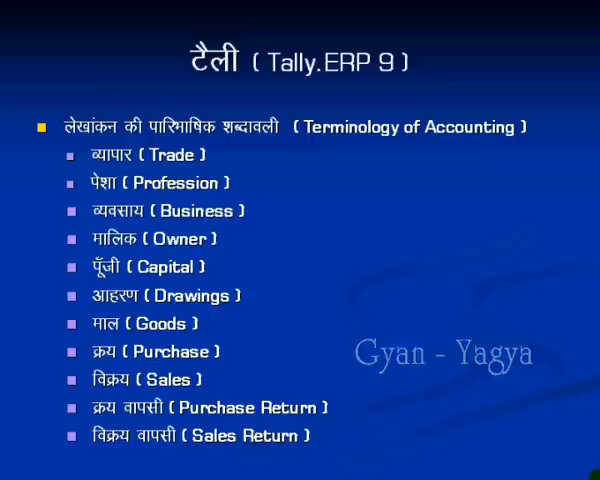 टैली ( Tally.ERP 9 )
लेखांकन की पारिभाषिक शब्दावली ( Terminology of Accounting )
व्यापार ( Trade )
पेशा ( Profession )
व्यवसाय ( Business )
मालिक ( Owner )
पूँजी ( Capital )
आहरण ( Drawings )
माल ( Goods )
क्रय ( Purchase )
विक्रय ( Sales )
क्रय वापसी ( Purchase Return )
विक्रय वापसी ( Sales Return )
Gyan - Yagya